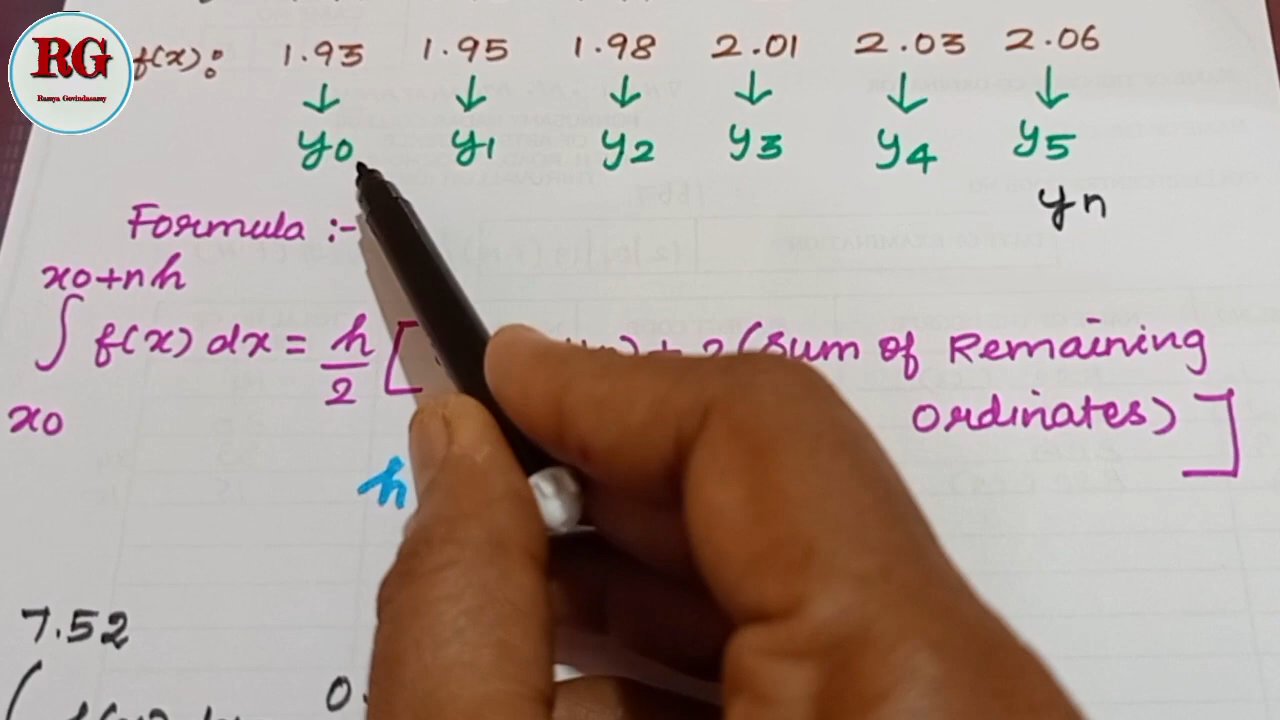 RG
Ramya Govindasamy
f(x): 1.93 1.95 1.98 2.01 2.03 2.06
↓ ↓ ↓ ↓ ↓ ↓
y0 y1 y2 y3 y4 y5
yn
Formula :-
x0+nh
∫ f(x) dx = h/2 [ ) + 2 (Sum of Remaining
x0
Ordinates) ]
h
7.52
0.